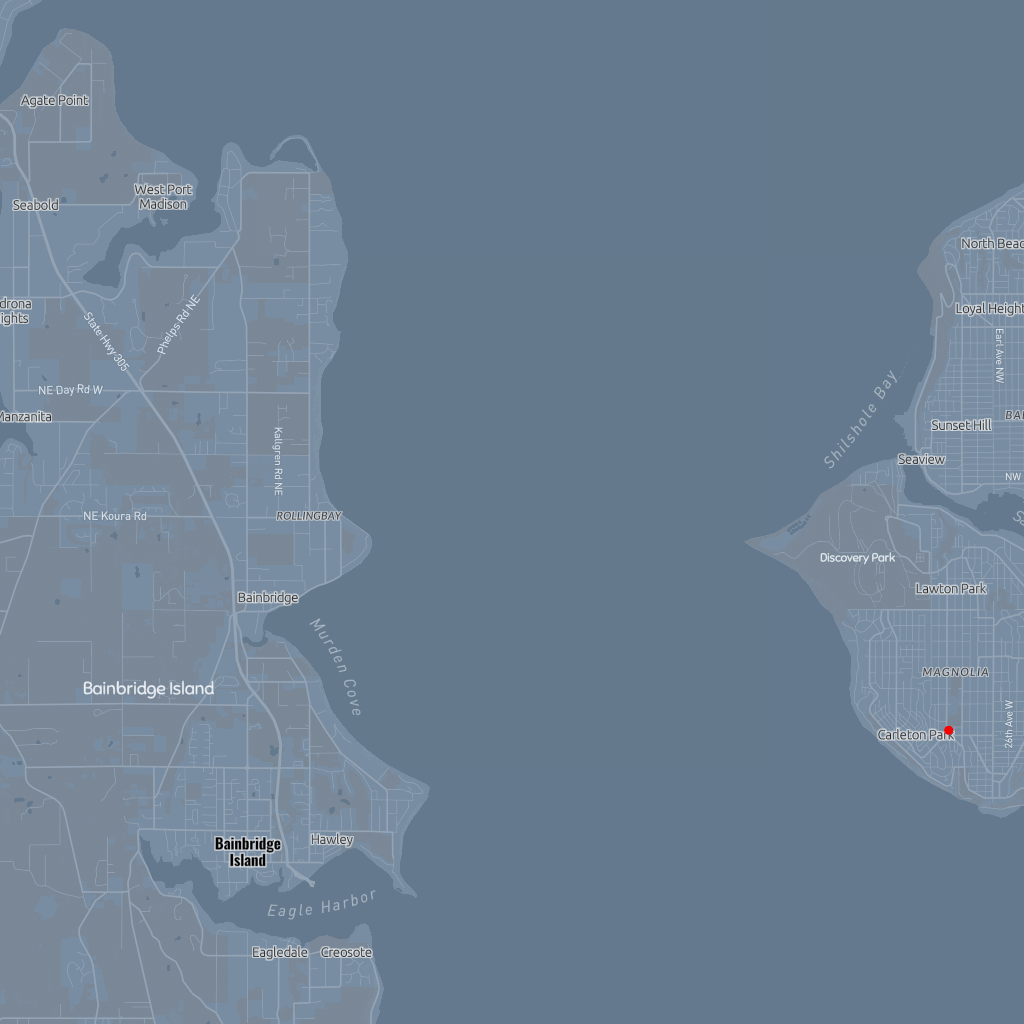 Agate Point
West Port
Madison
Seabold
North Beac
drona
ights
Loyal Height
State Hwy 305
Phelps Rd NE
Earl Ave NW
NE Day Rd W
Manzanita
Shilshole Bay
BAL
Sunset Hill
Kallgren Rd NE
Seaview
NW
NE Koura Rd
ROLLINGBAY
S
Discovery Park
Lawton Park
Bainbridge
Murden Cove
MAGNOLIA
Bainbridge Island
26th Ave W
Carleton Park
Hawley
Bainbridge
Island
Eagle Harbor
Eagledale
Creosote